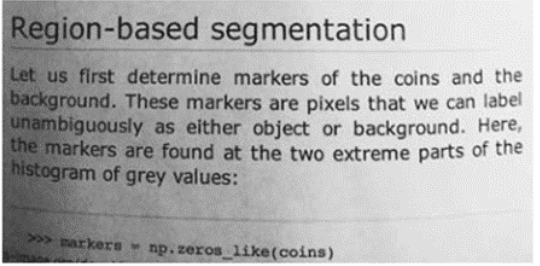 Region-based segmentation
Let us first determine markers of the coins and the
background. These markers are pixels that we can label
unambiguously as either object or background. Here,
the markers are found at the two extreme parts of the
histogram of grey values:
>>> markers = np.zeros_like(coins)